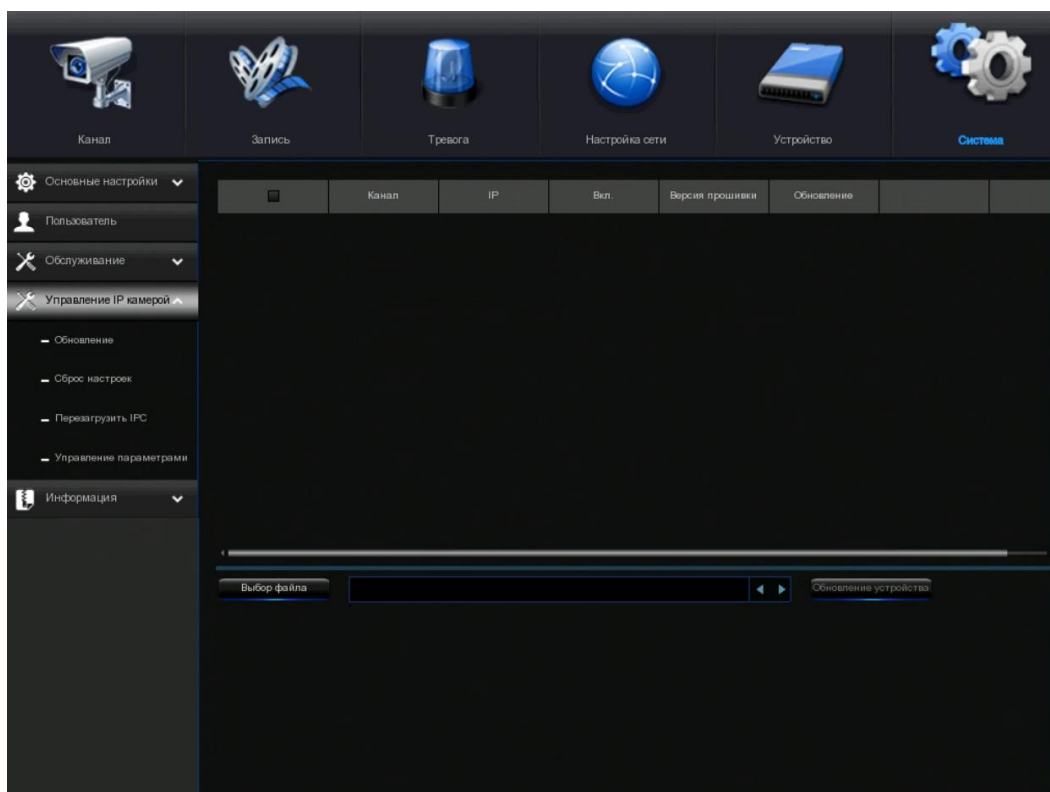 Канал
Запись
Тревога
Настройка сети
Устройство
Система
Основные настройки
Пользователь
Обслуживание
Управление IP камерой
Обновление
Сброс настроек
Перезагрузить IPC
Управление параметрами
Информация
Канал IP Вкл. Версия прошивки Обновление
Выбор файла
Обновление устройства